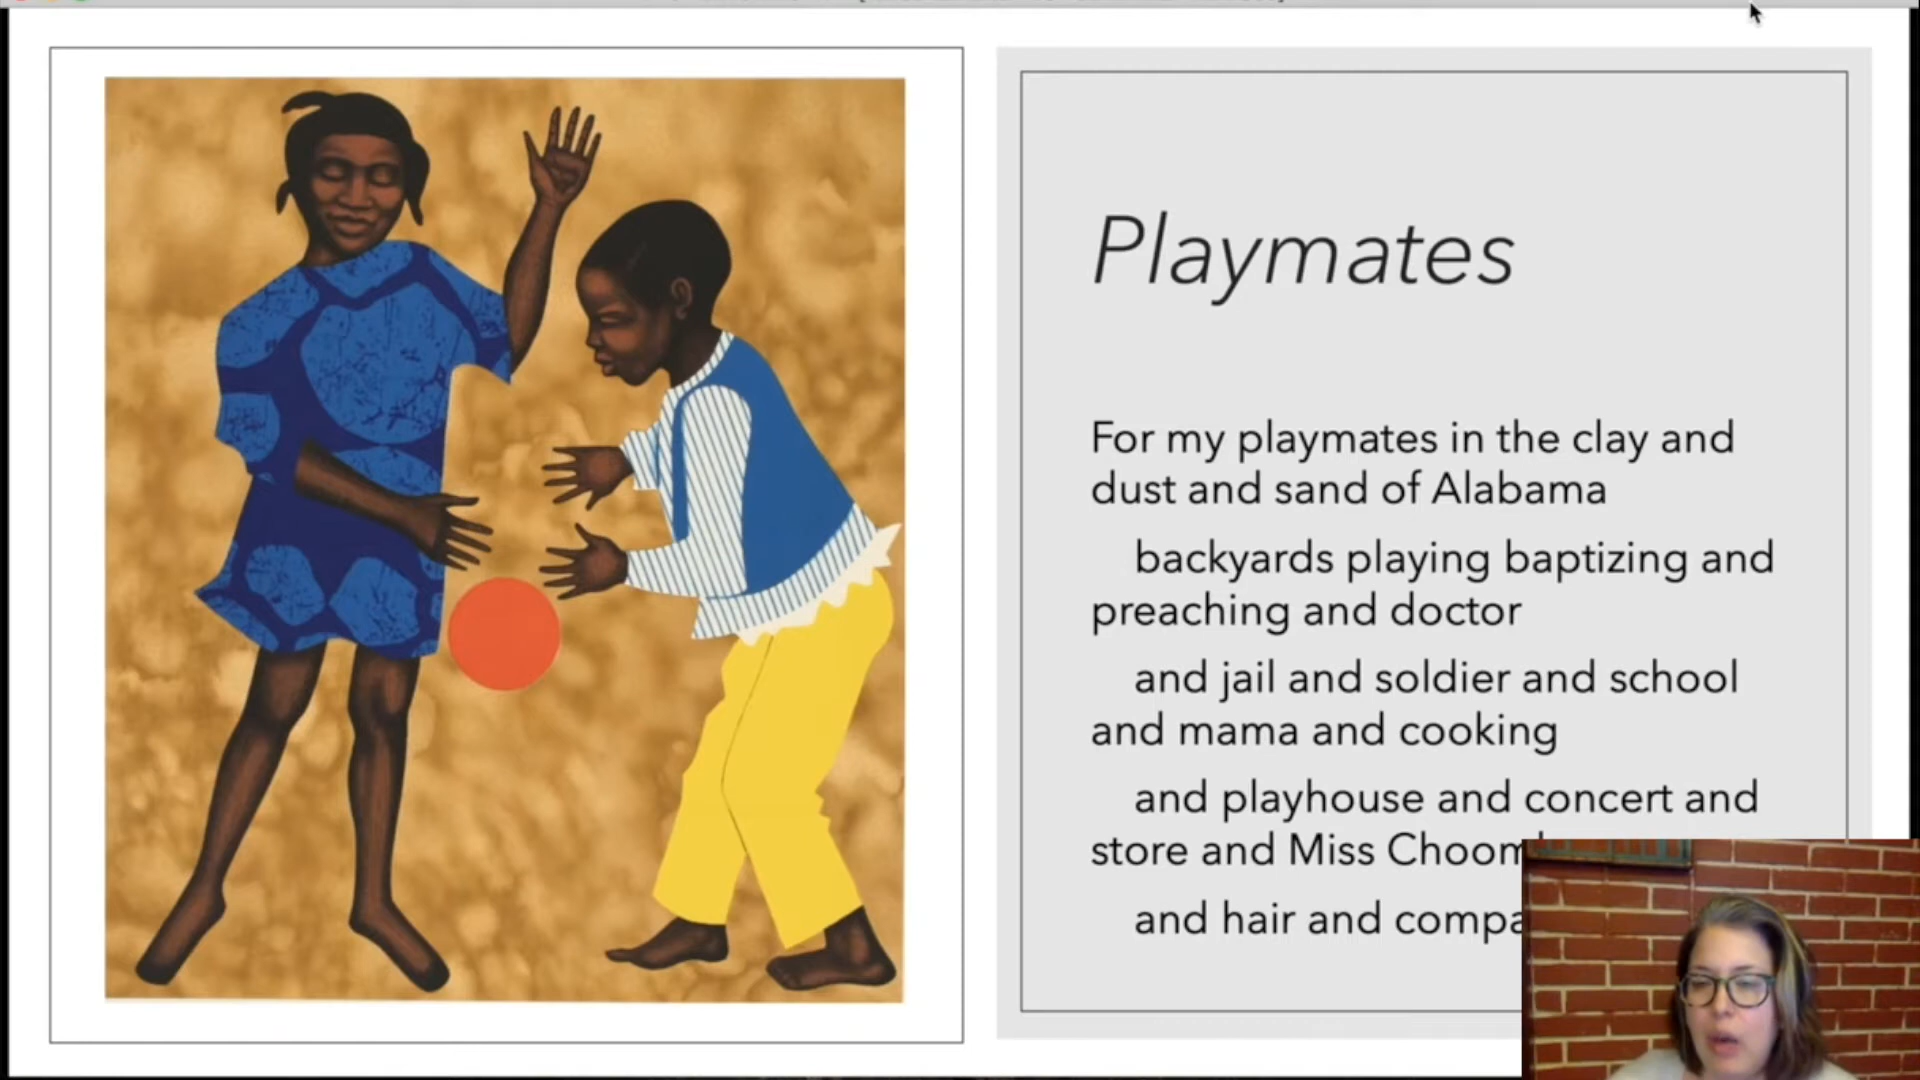 Playmates
For my playmates in the clay and
dust and sand of Alabama
backyards playing baptizing and
preaching and doctor
and jail and soldier and school
and mama and cooking
and playhouse and concert and
store and Miss
and hair and